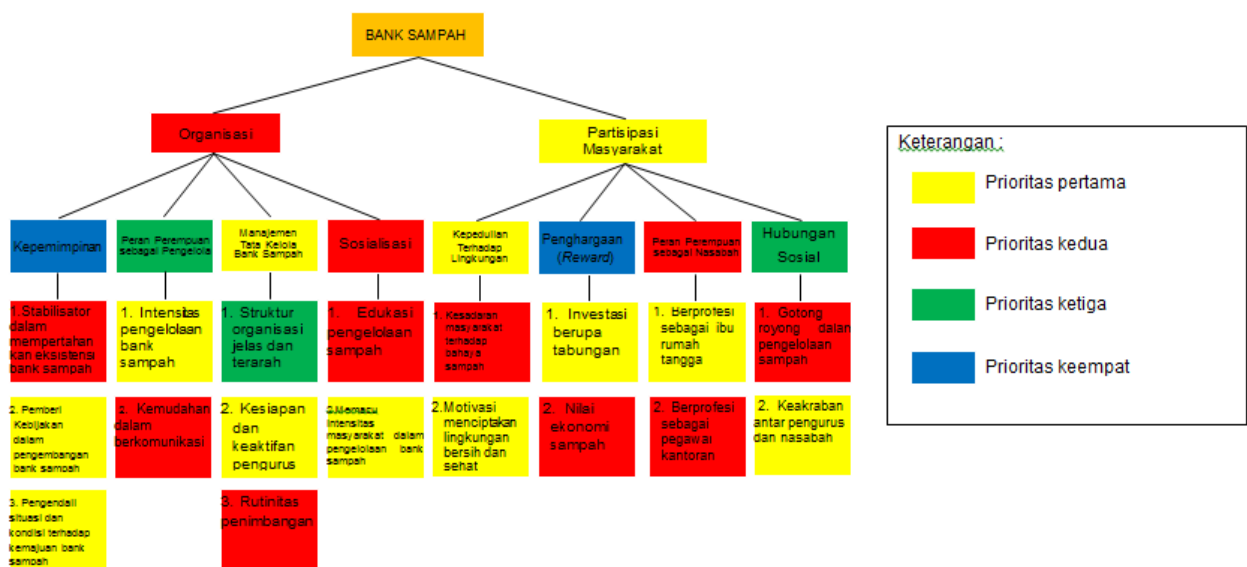 BANK SAMPAH
Organisasi
Partisipasi
Masyarakat
Keterangan :
Prioritas pertama
Prioritas kedua
Prioritas ketiga
Prioritas keempat
Kepemimpinan
Peran Perempuan
sebagai Pengelola
Manajemen
Tata Kelola
Bank Sampah
Sosialisasi
Kepedulian
Terhadap
Lingkungan
Penghargaan
(Reward)
Peran Perempuan
sebagai Nasabah
Hubungan
Sosial
1.Stabilisator
dalam
mempertahan
kan eksistensi
bank sampah
1. Intensitas
pengelolaan
bank
sampah
1. Struktur
organisasi
jelas dan
terarah
1. Edukasi
pengelolaan
sampah
1. Kesadaran
masyarakat
terhadap
bahaya
sampah
1. Investasi
berupa
tabungan
1. Berprofesi
sebagai ibu
rumah
tangga
1. Gotong
royong dalan
pengelolaan
sampah
2. Pemberi
Kebijakan
dalam
pengembangan
bank sampah
2. Kemudahan
dalam
berkomunikasi
2. Kesiapan
dan
keaktifan
pengurus
2.Memacu
Intensitas
masyarakat dalam
pengelolaan bank
sampah
2.Motivasi
menciptakan
lingkungan
bersih dan
sehat
2. Nilai
ekonomi
sampah
2. Berprofesi
sebagai
pegawai
kantoran
2. Keakraban
antar pengurus
dan nasabah
3. Pengendali
situasi dan
kondisi terhadap
kemajuan bank
sampah
3. Rutinitas
penimbangan